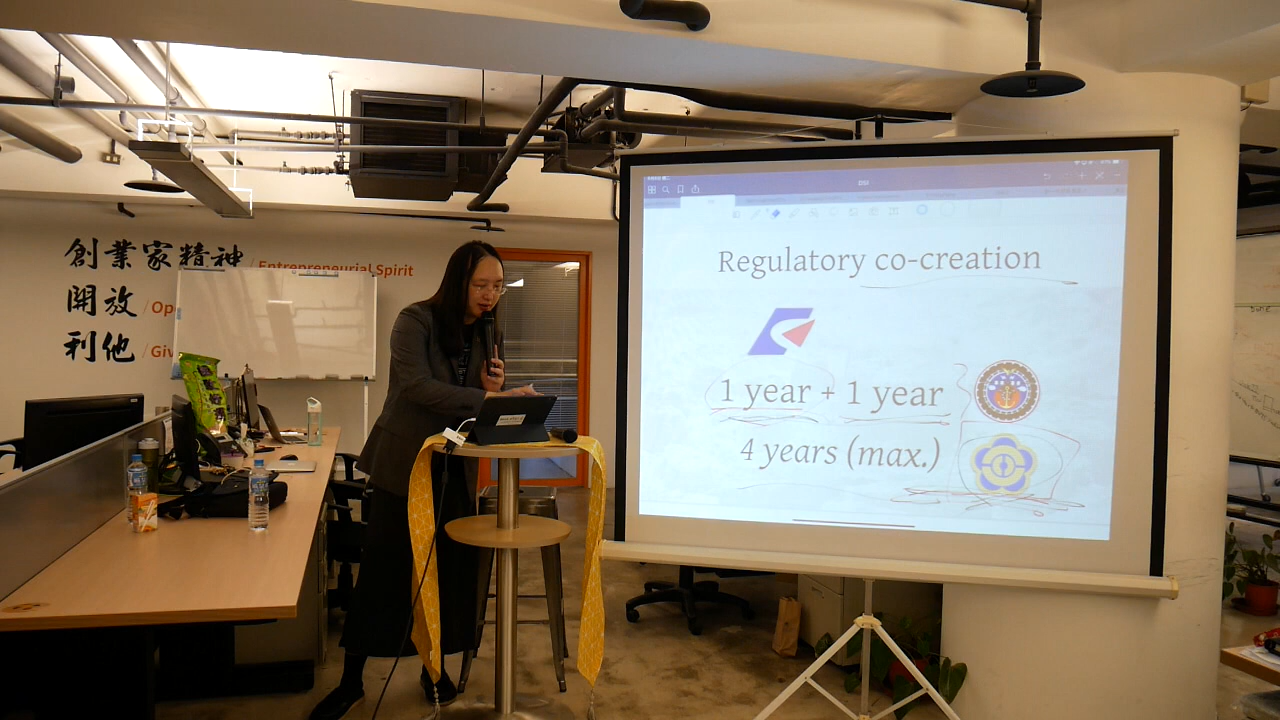 創業家精神 / Entrepreneurial Spirit
開放 / Ope
利他 / Giv
Regulatory co-creation
1 year + 1 year
4 years (max.)